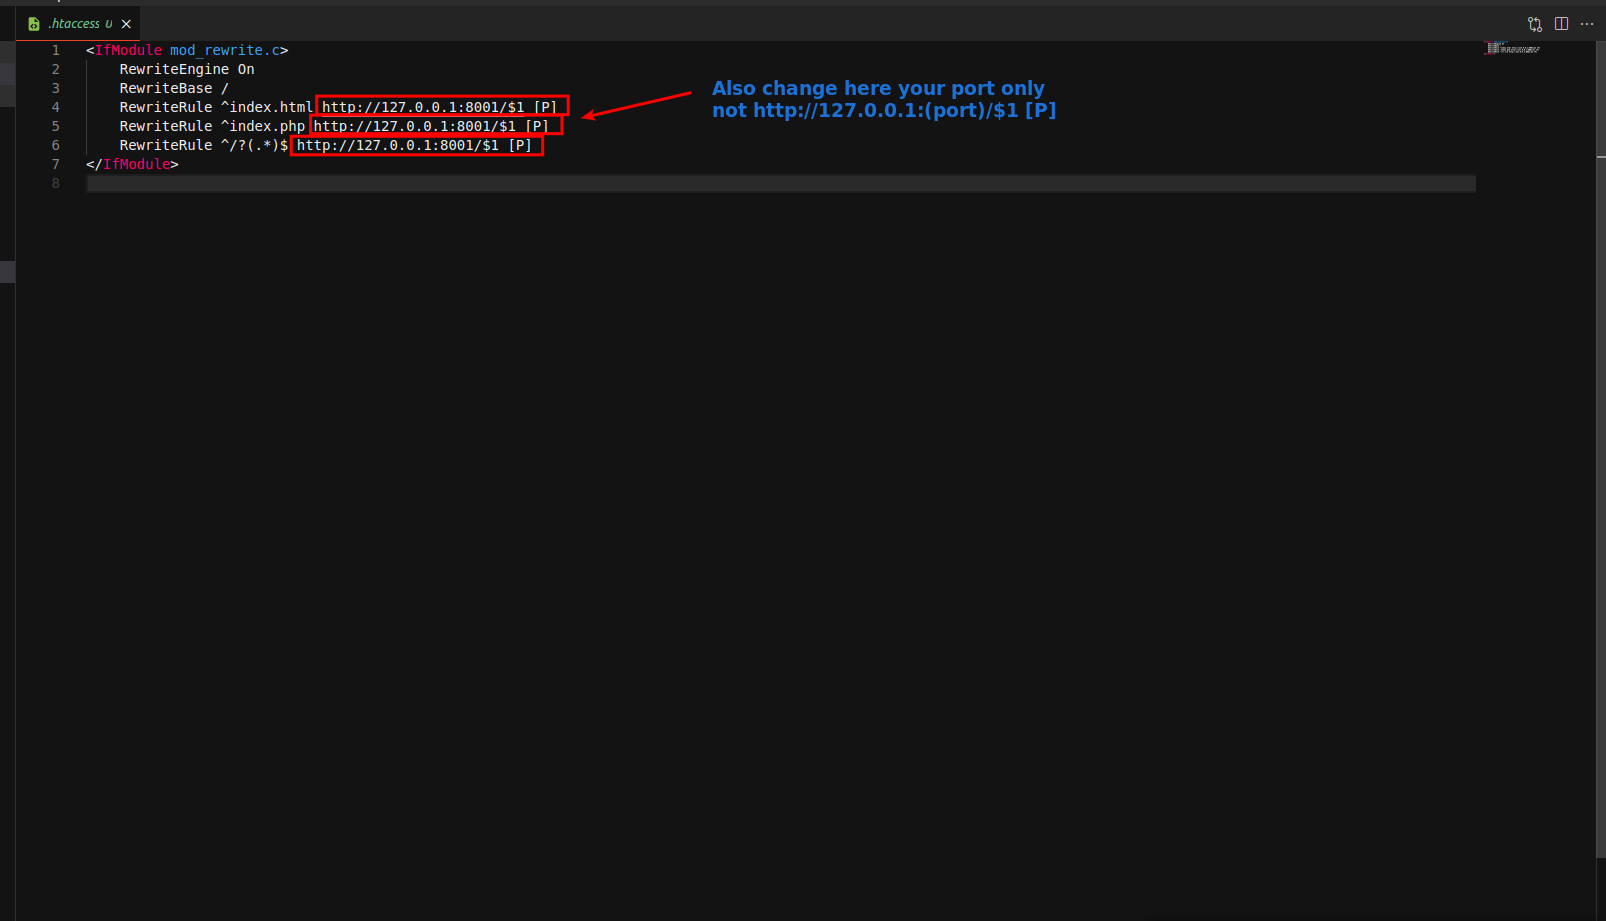 .htaccess U
1 <IfModule mod_rewrite.c>
2 RewriteEngine On
3 RewriteBase /
4 RewriteRule ^index.html http://127.0.0.1:8001/$1 [P]
5 RewriteRule ^index.php http://127.0.0.1:8001/$1 [P]
6 RewriteRule ^/?(.*)$ http://127.0.0.1:8001/$1 [P]
7 </IfModule>
8
Also change here your port only
not http://127.0.0.1:(port)/$1 [P]